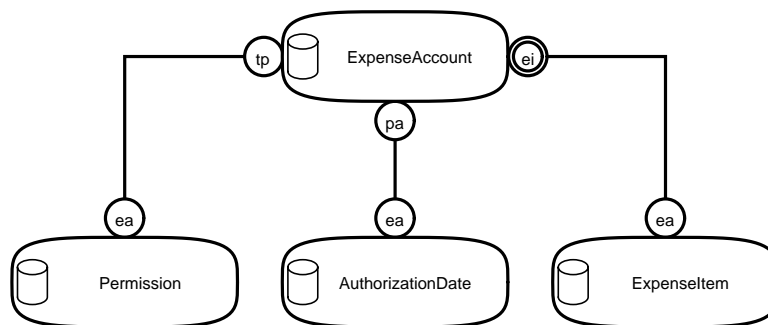 tp
ExpenseAccount
ei
pa
ea
ea
ea
Permission
AuthorizationDate
ExpenseItem